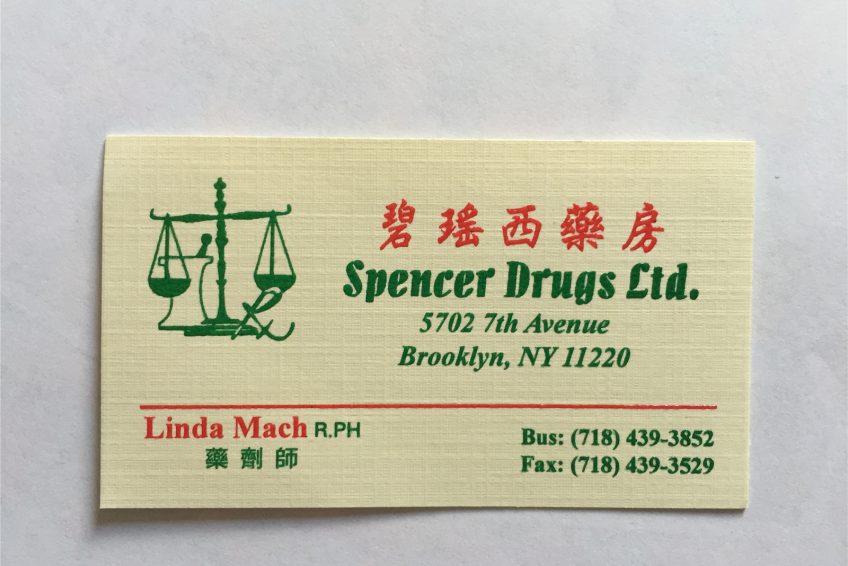 碧瑤西藥房
Spencer Drugs Ltd.
5702 7th Avenue
Brooklyn, NY 11220
Linda Mach R.PH
藥劑師
Bus: (718) 439-3852
Fax: (718) 439-3529